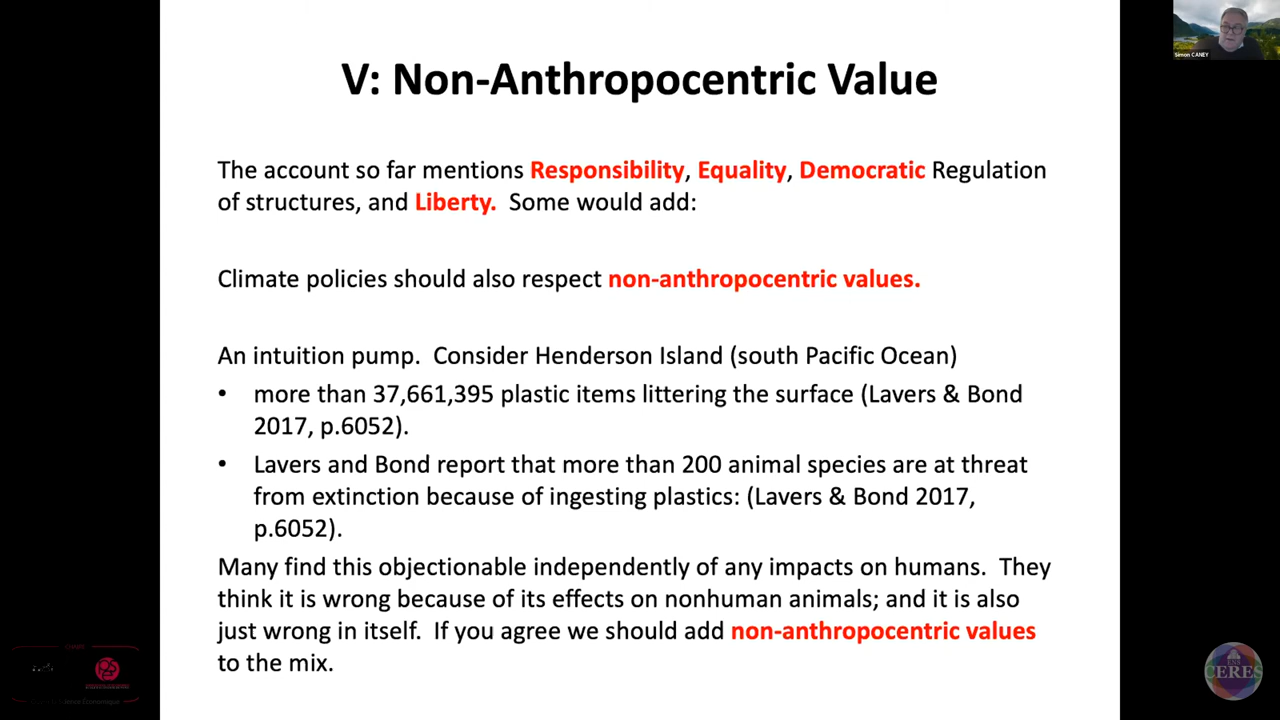 V: Non-Anthropocentric Value
Simon CANEY
The account so far mentions Responsibility, Equality, Democratic Regulation
of structures, and Liberty. Some would add:
Climate policies should also respect non-anthropocentric values.
An intuition pump. Consider Henderson Island (south Pacific Ocean)
• more than 37,661,395 plastic items littering the surface (Lavers & Bond
2017, p.6052).
• Lavers and Bond report that more than 200 animal species are at threat
from extinction because of ingesting plastics: (Lavers & Bond 2017,
p.6052).
Many find this objectionable independently of any impacts on humans. They
think it is wrong because of its effects on nonhuman animals; and it is also
just wrong in itself. If you agree we should add non-anthropocentric values
to the mix.
ENS
CERES